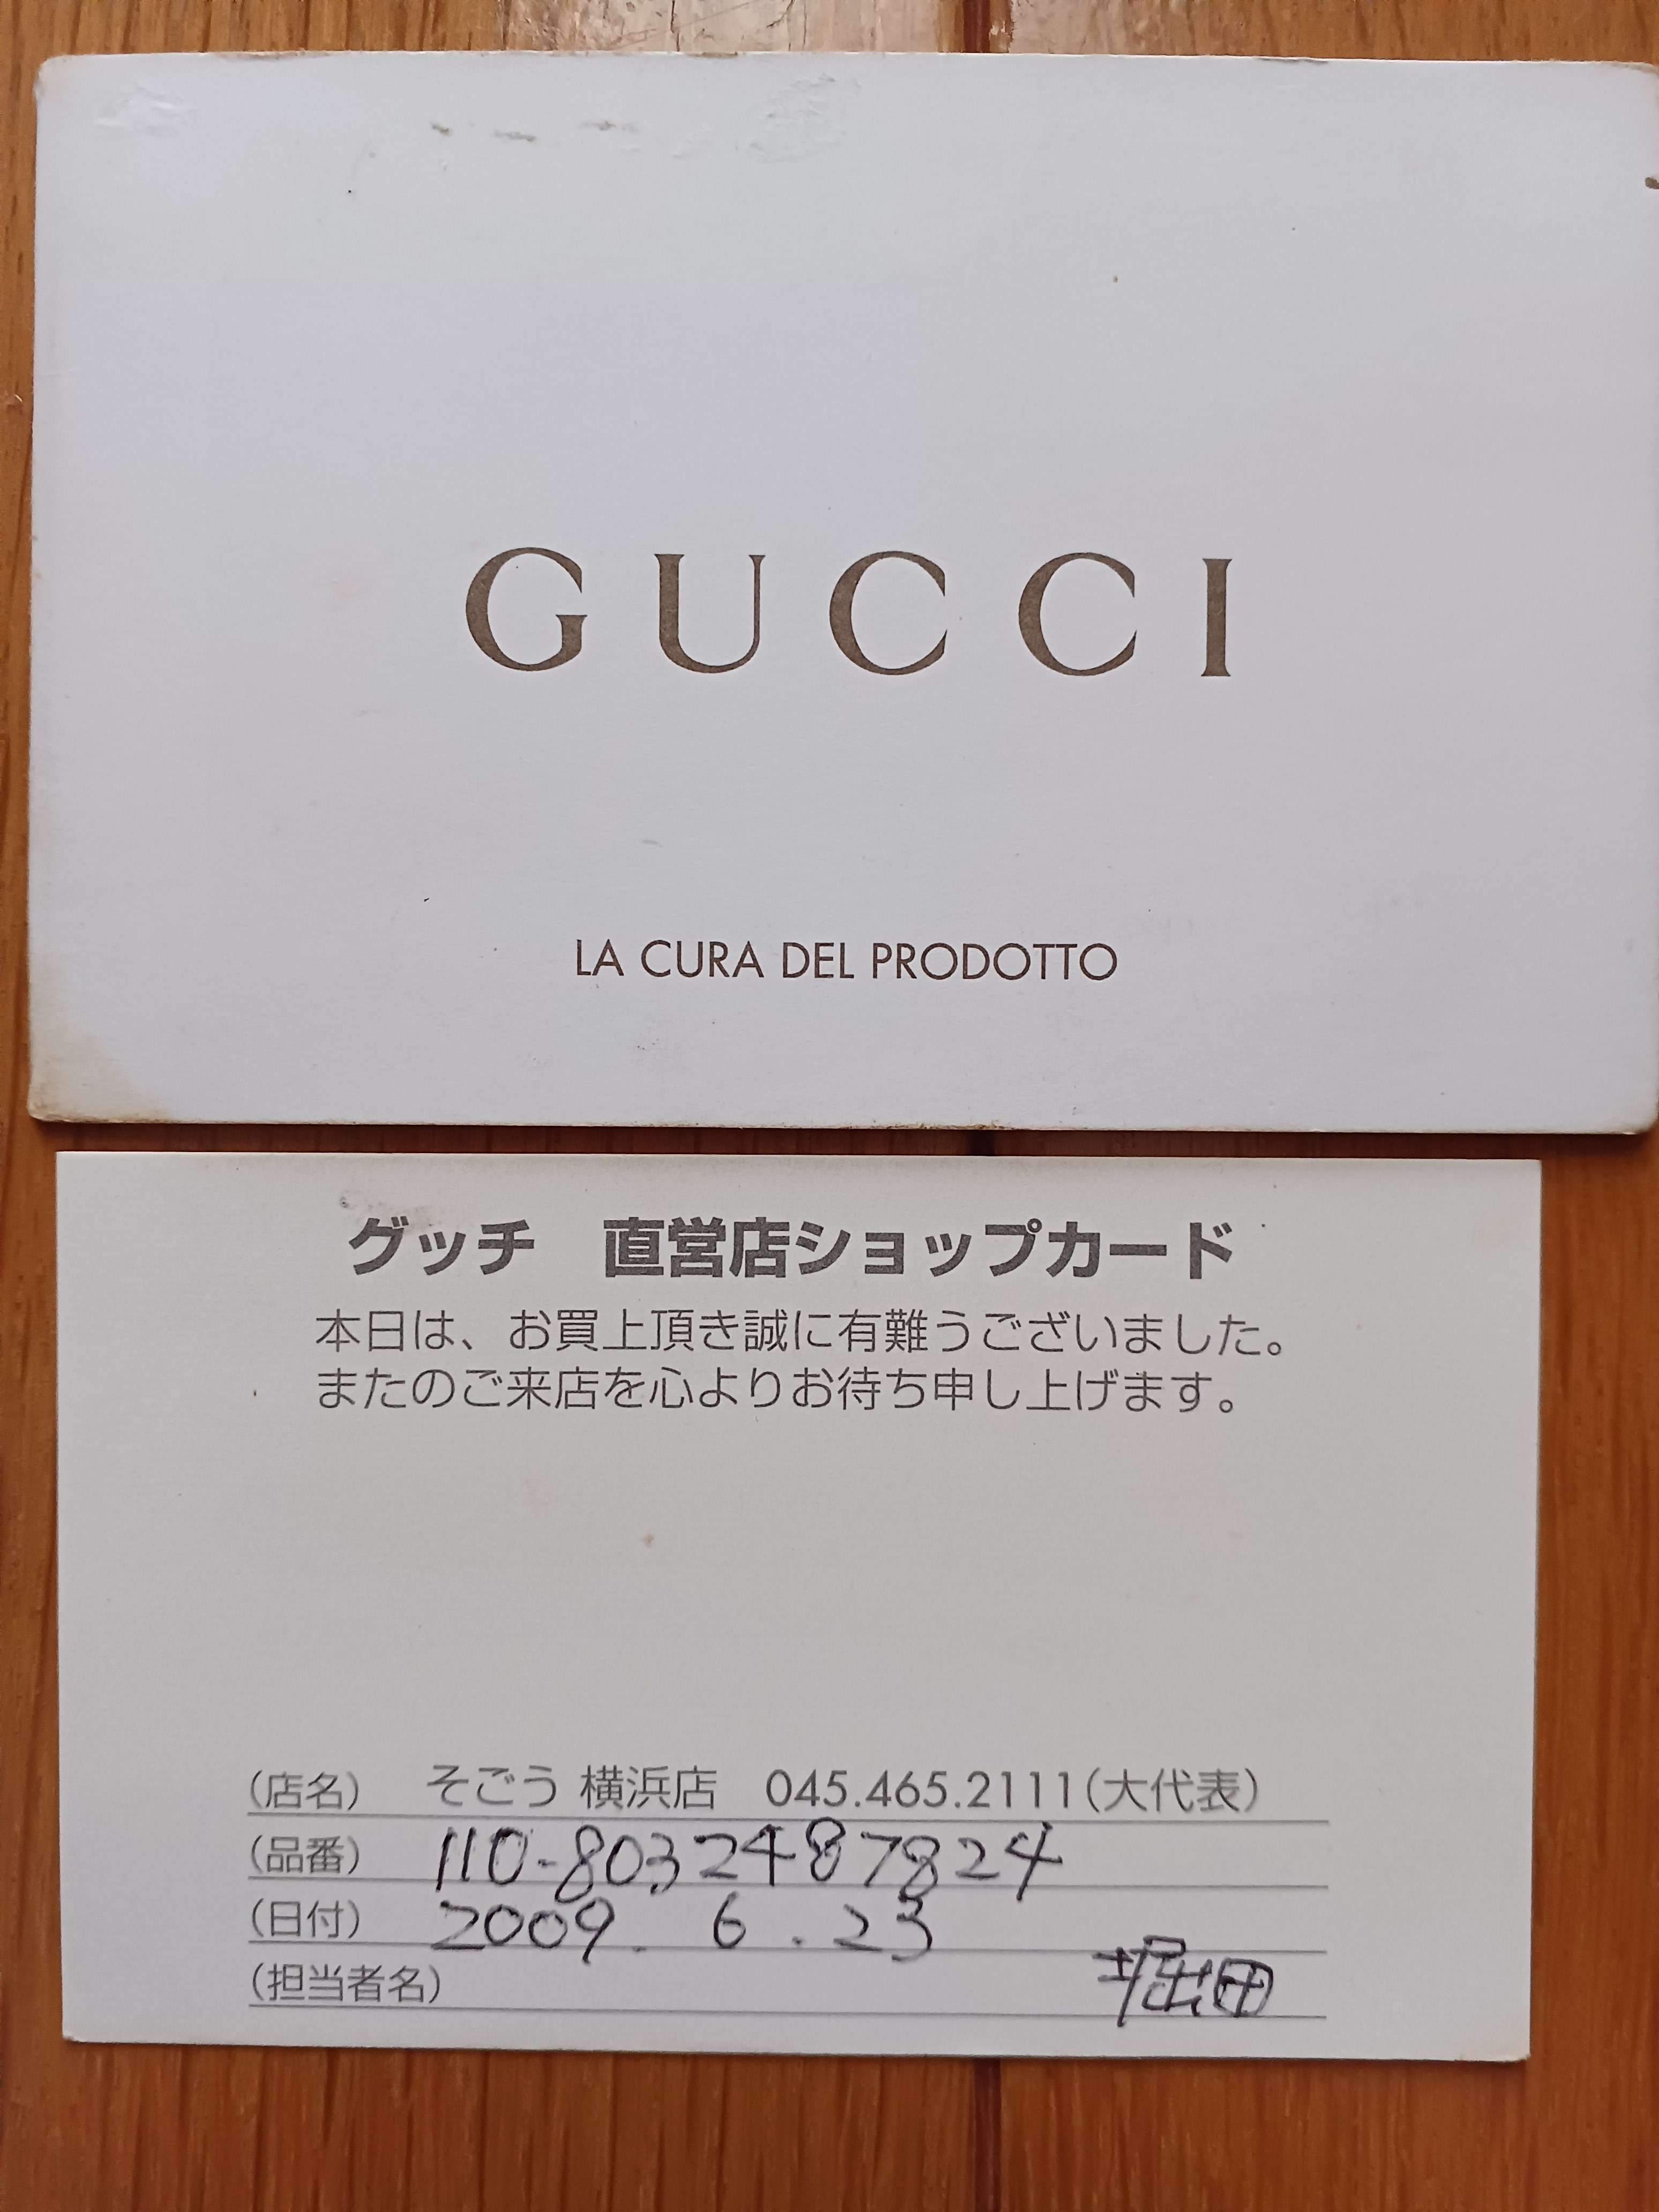 GUCCI
LA CURA DEL PRODOTTO
グッチ 直営店ショップカード
本日は、お買上頂き誠に有難うございました。
またのご来店を心よりお待ち申し上げます。
(店名) そごう 横浜店 045.465.2111(大代表)
(品番) 110-8032487824
(日付) 2009. 6 . 23
(担当者名) 堀田